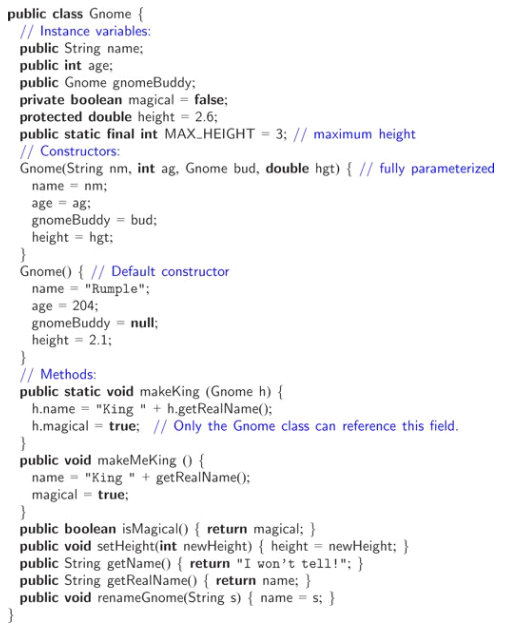 public class Gnome {
// Instance variables:
public String name;
public int age;
public Gnome gnomeBuddy;
private boolean magical = false;
protected double height = 2.6;
public static final int MAX_HEIGHT = 3; // maximum height
// Constructors:
Gnome(String nm, int ag, Gnome bud, double hgt) { // fully parameterized
name = nm;
age = ag;
gnomeBuddy = bud;
height = hgt;
}
Gnome() { // Default constructor
name = "Rumple";
age = 204;
gnomeBuddy = null;
height = 2.1;
}
// Methods:
public static void makeKing (Gnome h) {
h.name = "King " + h.getRealName();
h.magical = true; // Only the Gnome class can reference this field.
}
public void makeMeKing () {
name = "King " + getRealName();
magical = true;
}
public boolean isMagical() { return magical; }
public void setHeight(int newHeight) { height = newHeight; }
public String getName() { return "I won't tell!"; }
public String getRealName() { return name; }
public void renameGnome(String s) { name = s; }
}